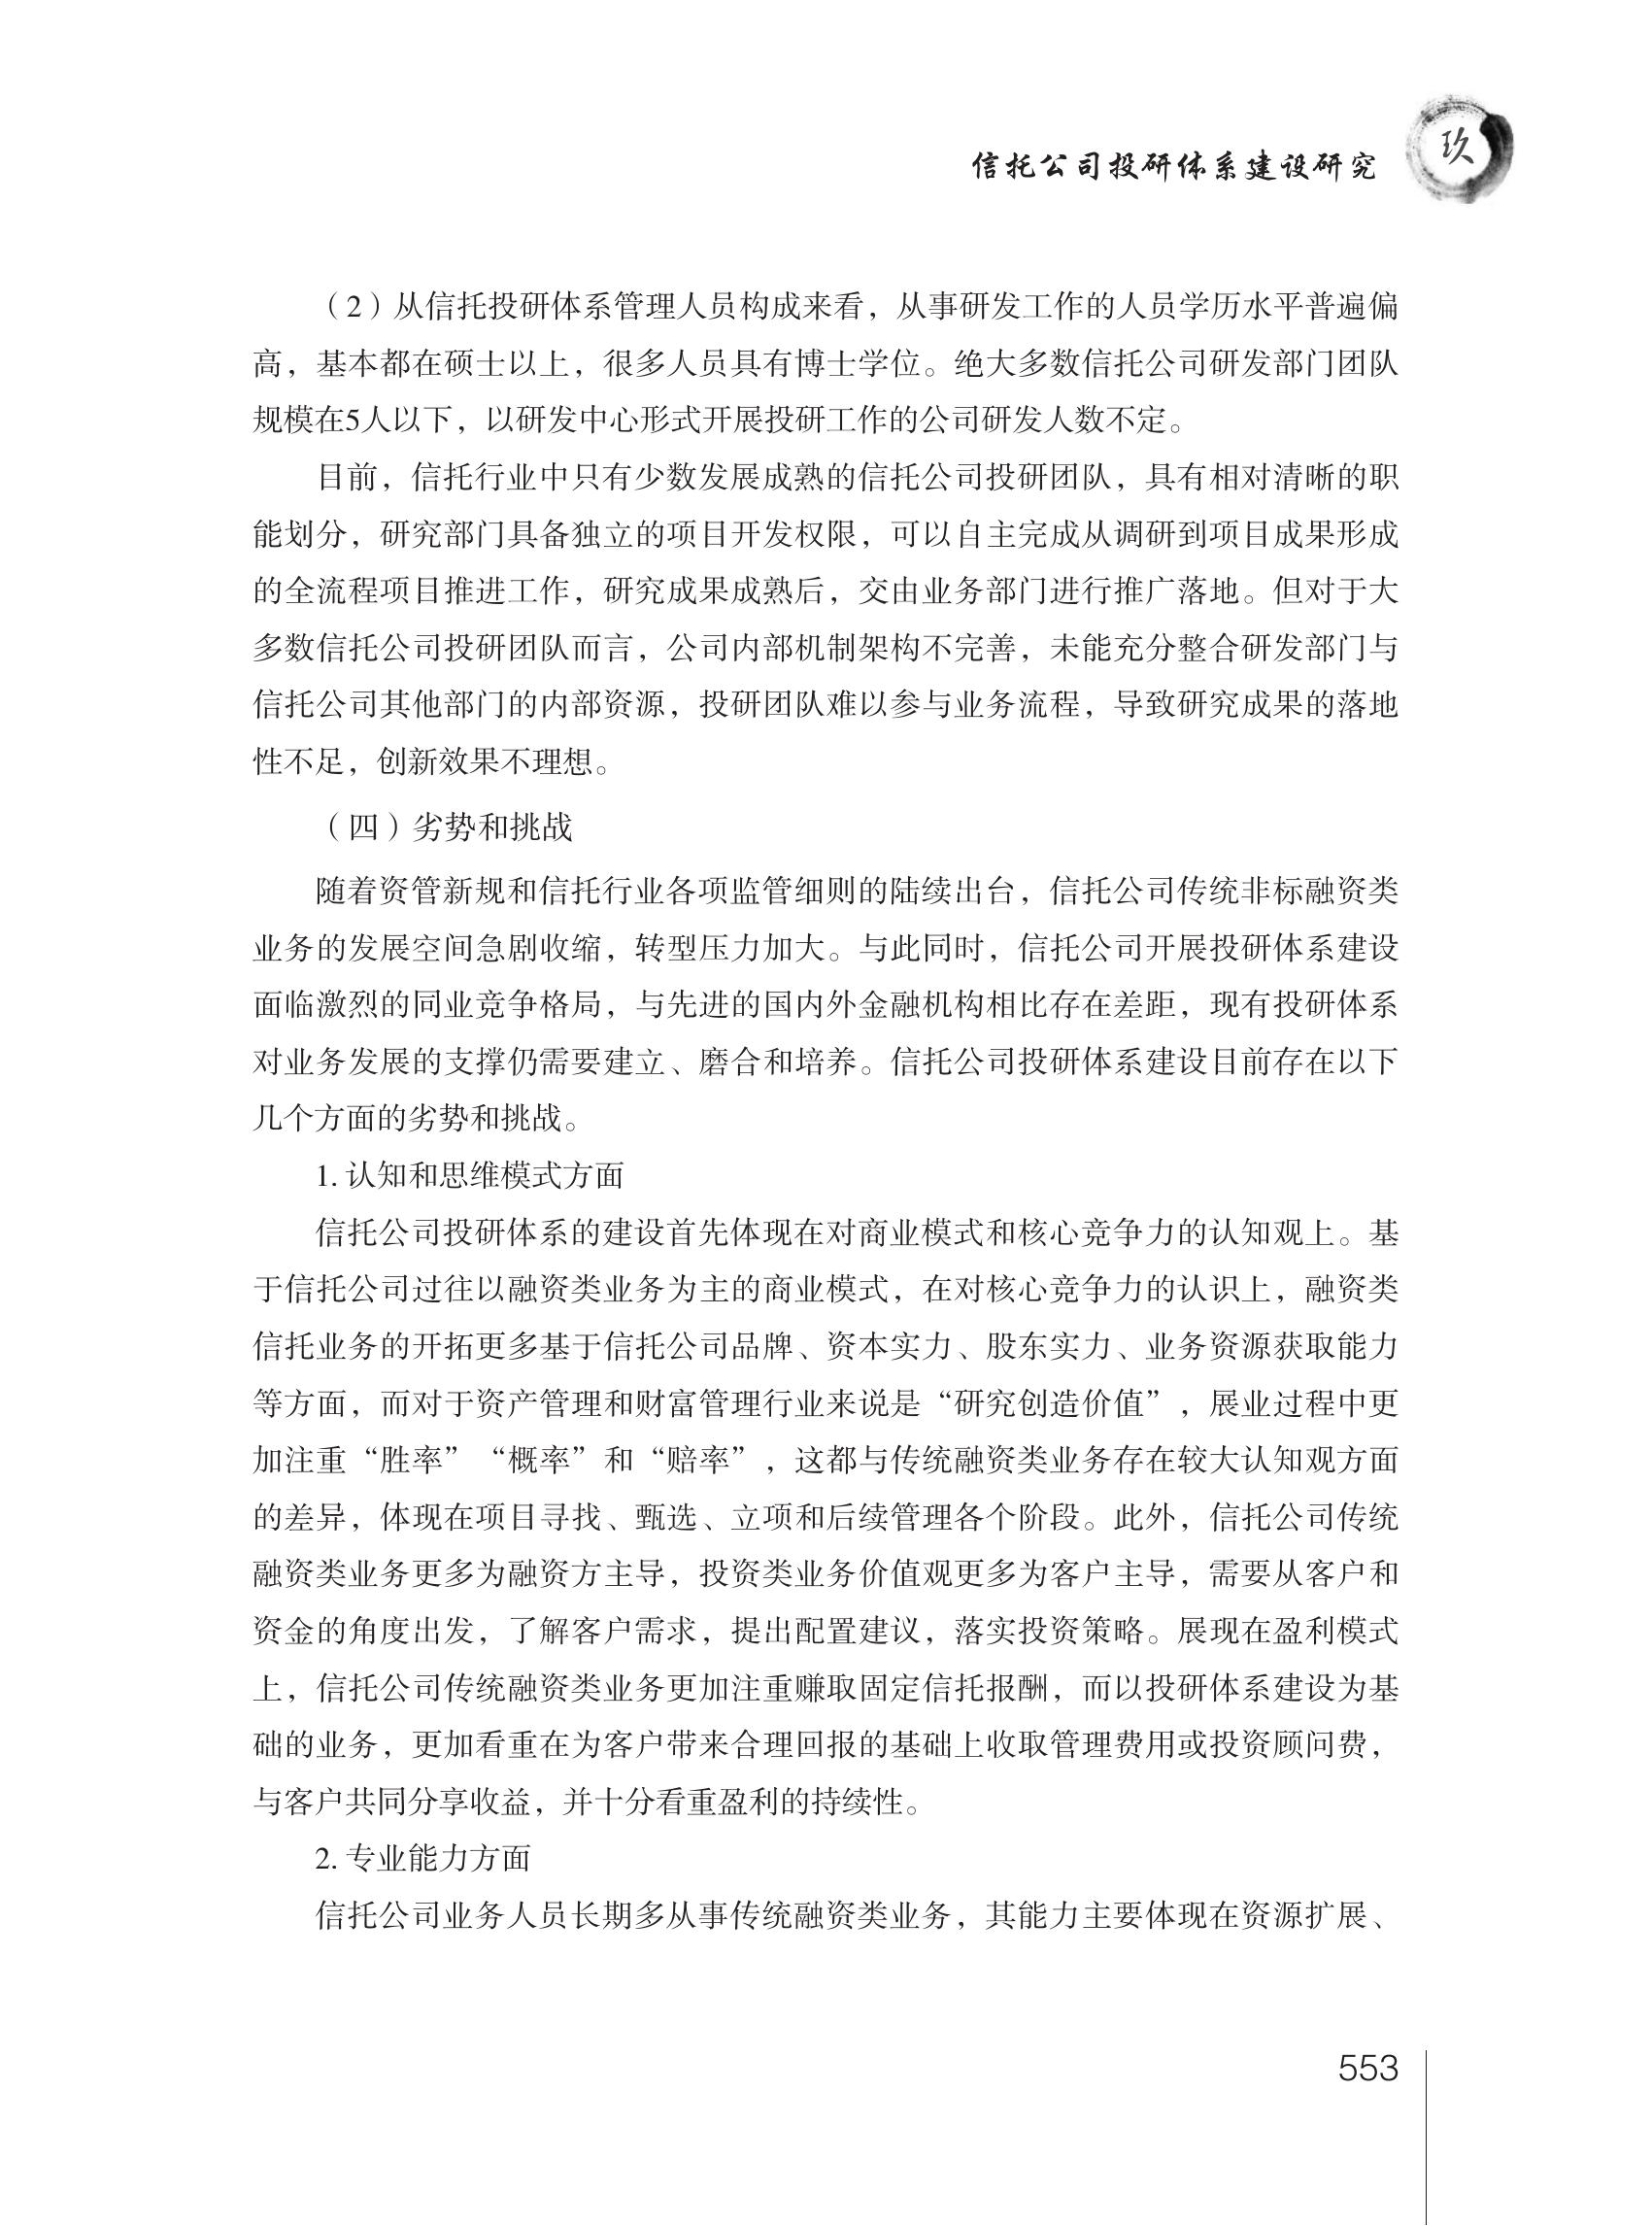 信托公司投研体系建设研究
玖
（2）从信托投研体系管理人员构成来看，从事研发工作的人员学历水平普遍偏
高，基本都在硕士以上，很多人员具有博士学位。绝大多数信托公司研发部门团队
规模在5人以下，以研发中心形式开展投研工作的公司研发人数不定。
目前，信托行业中只有少数发展成熟的信托公司投研团队，具有相对清晰的职
能划分，研究部门具备独立的项目开发权限，可以自主完成从调研到项目成果形成
的全流程项目推进工作，研究成果成熟后，交由业务部门进行推广落地。但对于大
多数信托公司投研团队而言，公司内部机制架构不完善，未能充分整合研发部门与
信托公司其他部门的内部资源，投研团队难以参与业务流程，导致研究成果的落地
性不足，创新效果不理想。
（四）劣势和挑战
随着资管新规和信托行业各项监管细则的陆续出台，信托公司传统非标融资类
业务的发展空间急剧收缩，转型压力加大。与此同时，信托公司开展投研体系建设
面临激烈的同业竞争格局，与先进的国内外金融机构相比存在差距，现有投研体系
对业务发展的支撑仍需要建立、磨合和培养。信托公司投研体系建设目前存在以下
几个方面的劣势和挑战。
1. 认知和思维模式方面
信托公司投研体系的建设首先体现在对商业模式和核心竞争力的认知观上。基
于信托公司过往以融资类业务为主的商业模式，在对核心竞争力的认识上，融资类
信托业务的开拓更多基于信托公司品牌、资本实力、股东实力、业务资源获取能力
等方面，而对于资产管理和财富管理行业来说是“研究创造价值”，展业过程中更
加注重“胜率”“概率”和“赔率”，这都与传统融资类业务存在较大认知观方面
的差异，体现在项目寻找、甄选、立项和后续管理各个阶段。此外，信托公司传统
融资类业务更多为融资方主导，投资类业务价值观更多为客户主导，需要从客户和
资金的角度出发，了解客户需求，提出配置建议，落实投资策略。展现在盈利模式
上，信托公司传统融资类业务更加注重赚取固定信托报酬，而以投研体系建设为基
础的业务，更加看重在为客户带来合理回报的基础上收取管理费用或投资顾问费，
与客户共同分享收益，并十分看重盈利的持续性。
2. 专业能力方面
信托公司业务人员长期多从事传统融资类业务，其能力主要体现在资源扩展、
553